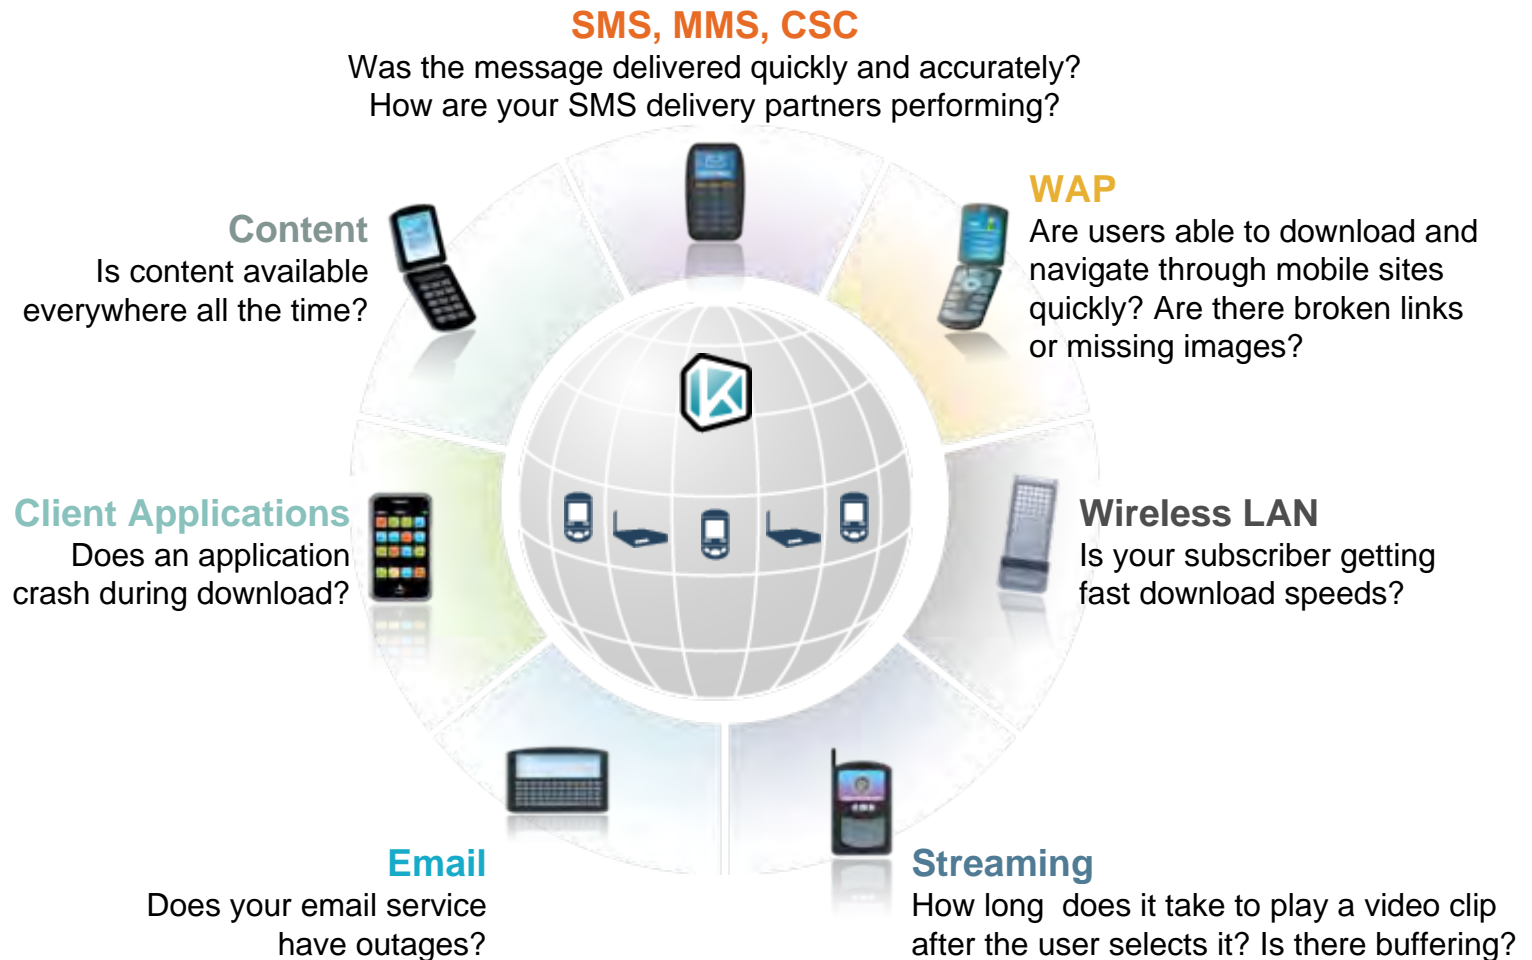 SMS, MMS, CSC
Was the message delivered quickly and accurately?
How are your SMS delivery partners performing?
WAP
Are users able to download and
navigate through mobile sites
quickly? Are there broken links
or missing images?
Content
Is content available
everywhere all the time?
Client Applications
Does an application
crash during download?
Wireless LAN
Is your subscriber getting
fast download speeds?
Email
Does your email service
have outages?
Streaming
How long  does it take to play a video clip
after the user selects it? Is there buffering?